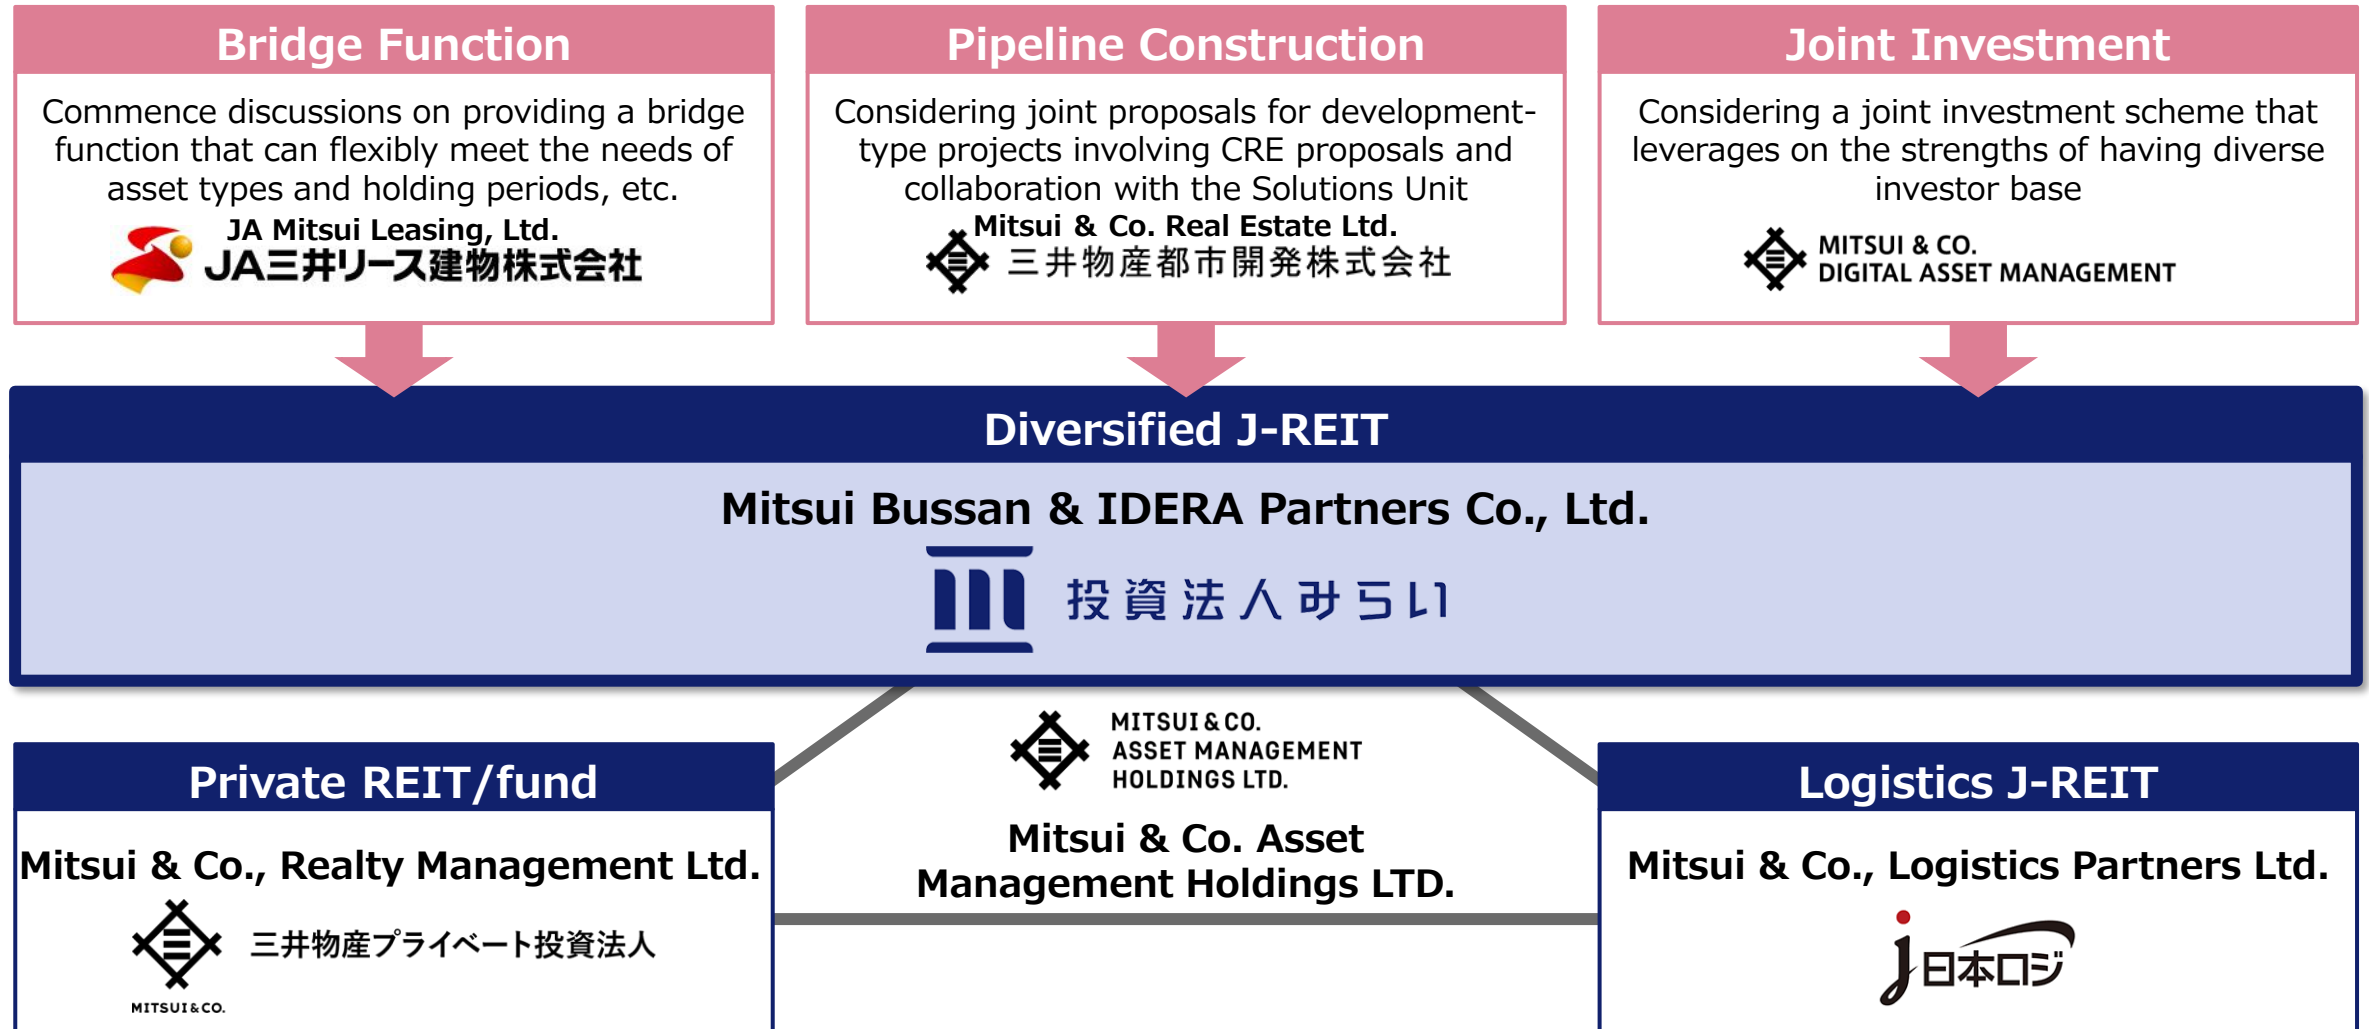 Bridge Function
Commence discussions on providing a bridge
function that can flexibly meet the needs of
asset types and holding periods, etc.
JA Mitsui Leasing, Ltd.
JA三井リース建物株式会社
Pipeline Construction
Considering joint proposals for development-
type projects involving CRE proposals and
collaboration with the Solutions Unit
Mitsui & Co. Real Estate Ltd.
三井物産都市開発株式会社
Joint Investment
Considering a joint investment scheme that
leverages on the strengths of having diverse
investor base
MITSUI & CO.
DIGITAL ASSET MANAGEMENT
Diversified J-REIT
Mitsui Bussan & IDERA Partners Co., Ltd.
投資法人みらい
Private REIT/fund
Mitsui & Co., Realty Management Ltd.
三井物産プライベート投資法人
MITSUI & CO.
MITSUI & CO.
ASSET MANAGEMENT
HOLDINGS LTD.
Mitsui & Co. Asset
Management Holdings LTD.
Logistics J-REIT
Mitsui & Co., Logistics Partners Ltd.
j日本ロジ